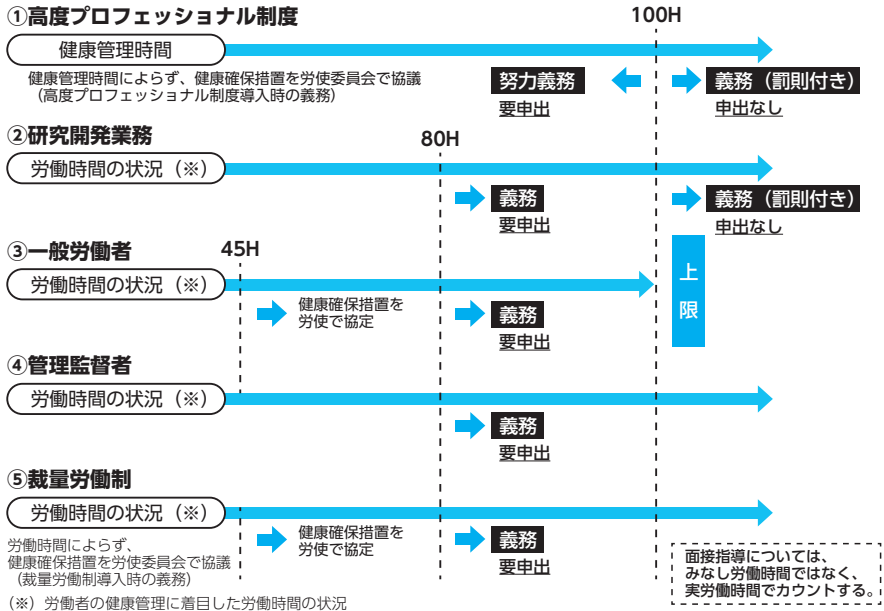 ①高度プロフェッショナル制度
100H
健康管理時間
健康管理時間によらず、健康確保措置を労使委員会で協議
（高度プロフェッショナル制度導入時の義務）
努力義務
要申出
義務（罰則付き）
申出なし
②研究開発業務
80H
労働時間の状況（※）
義務
要申出
義務（罰則付き）
申出なし
③一般労働者
45H
労働時間の状況（※）
健康確保措置を
労使で協定
義務
要申出
上
限
④管理監督者
労働時間の状況（※）
義務
要申出
⑤裁量労働制
労働時間の状況（※）
労働時間によらず、
健康確保措置を労使委員会で協議
（裁量労働制導入時の義務）
健康確保措置を
労使で協定
義務
要申出
面接指導については、
みなし労働時間ではなく、
実労働時間でカウントする。
（※）労働者の健康管理に着目した労働時間の状況